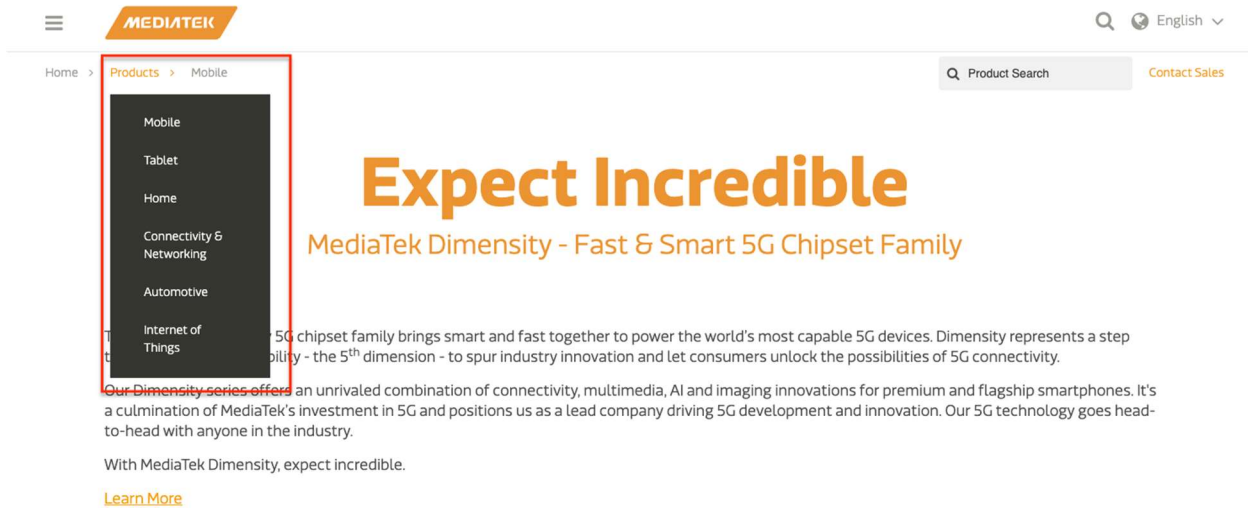 MEDIATEK
English
Home > Products > Mobile
Product Search
Contact Sales
Mobile
Tablet
Home
Connectivity &
Networking
Automotive
Internet of
Things
Expect Incredible
MediaTek Dimensity - Fast & Smart 5G Chipset Family
5G chipset family brings smart and fast together to power the world's most capable 5G devices. Dimensity represents a step
- the 5th dimension - to spur industry innovation and let consumers unlock the possibilities of 5G connectivity.
Our Dimensity series offers an unrivaled combination of connectivity, multimedia, AI and imaging innovations for premium and flagship smartphones. It's
a culmination of MediaTek's investment in 5G and positions us as a lead company driving 5G development and innovation. Our 5G technology goes head-
to-head with anyone in the industry.
With MediaTek Dimensity, expect incredible.
Learn More